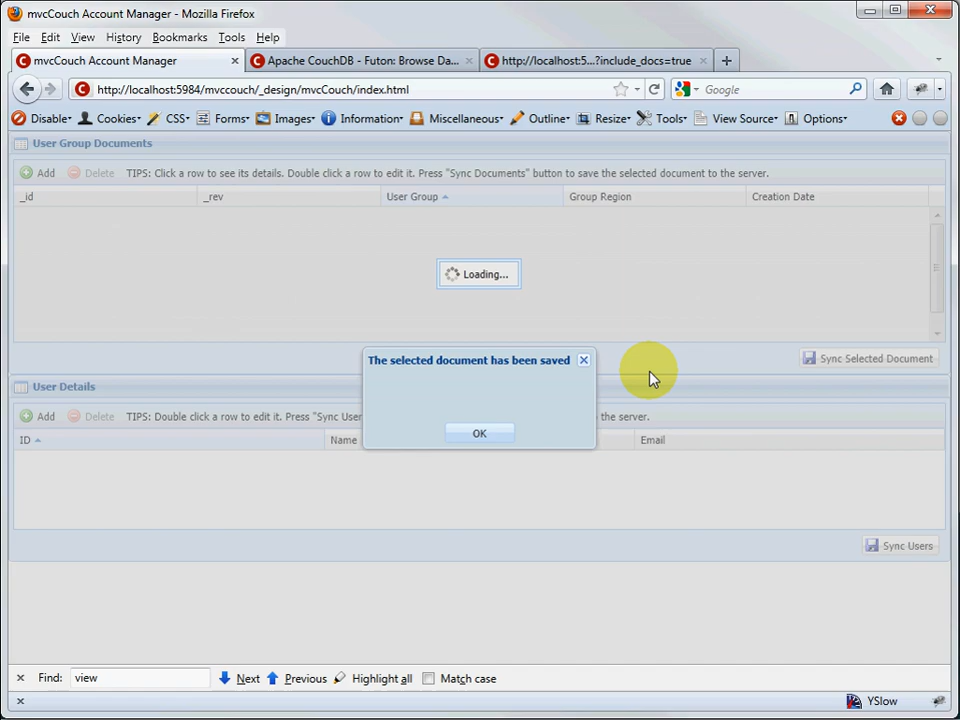 mvcCouch Account Manager - Mozilla Firefox
File Edit View History Bookmarks Tools Help
mvcCouch Account Manager
Apache CouchDB - Futon: Browse Da...
http://localhost:5...?include_docs=true
http://localhost:5984/mvccouch/_design/mvcCouch/index.html
Google
Disable Cookies CSS Forms Images Information Miscellaneous Outline Resize Tools View Source Options
User Group Documents
Add Delete TIPS: Click a row to see its details. Double click a row to edit it. Press "Sync Documents" button to save the selected document to the server.
_id _rev User Group Group Region Creation Date
Loading...
The selected document has been saved
Sync Selected Document
User Details
Add Delete TIPS: Double click a row to edit it. Press "Sync User the server.
OK
ID Name Email
Sync Users
Find: view Next Previous Highlight all Match case
YSlow